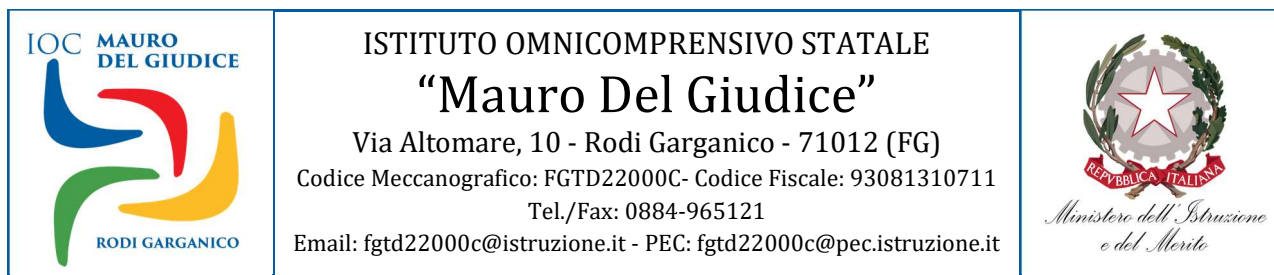 IOC MAURO
DEL GIUDICE
RODI GARGANICO
ISTITUTO OMNICOMPRENSIVO STATALE
“Mauro Del Giudice”
Via Altomare, 10 - Rodi Garganico - 71012 (FG)
Codice Meccanografico: FGTD22000C- Codice Fiscale: 93081310711
Tel./Fax: 0884-965121
Email: fgtd22000c@istruzione.it - PEC: fgtd22000c@pec.istruzione.it
REPVBBLICA ITALIANA
Ministero dell'Istruzione
e del Merito